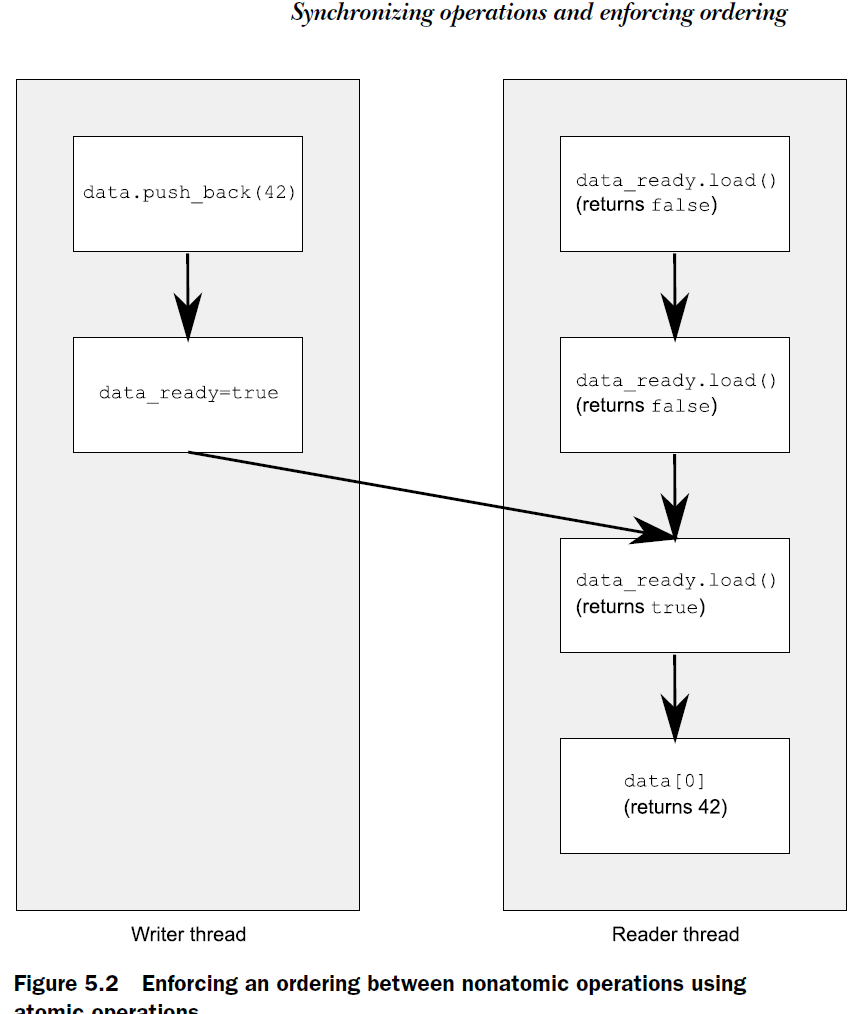 Synchronizing operations and enforcing ordering
data.push_back(42)
data_ready=true
Writer thread
data_ready.load()
(returns false)
data_ready.load()
(returns false)
data_ready.load()
(returns true)
data[0]
(returns 42)
Reader thread
Figure 5.2 Enforcing an ordering between nonatomic operations using
atomic operations